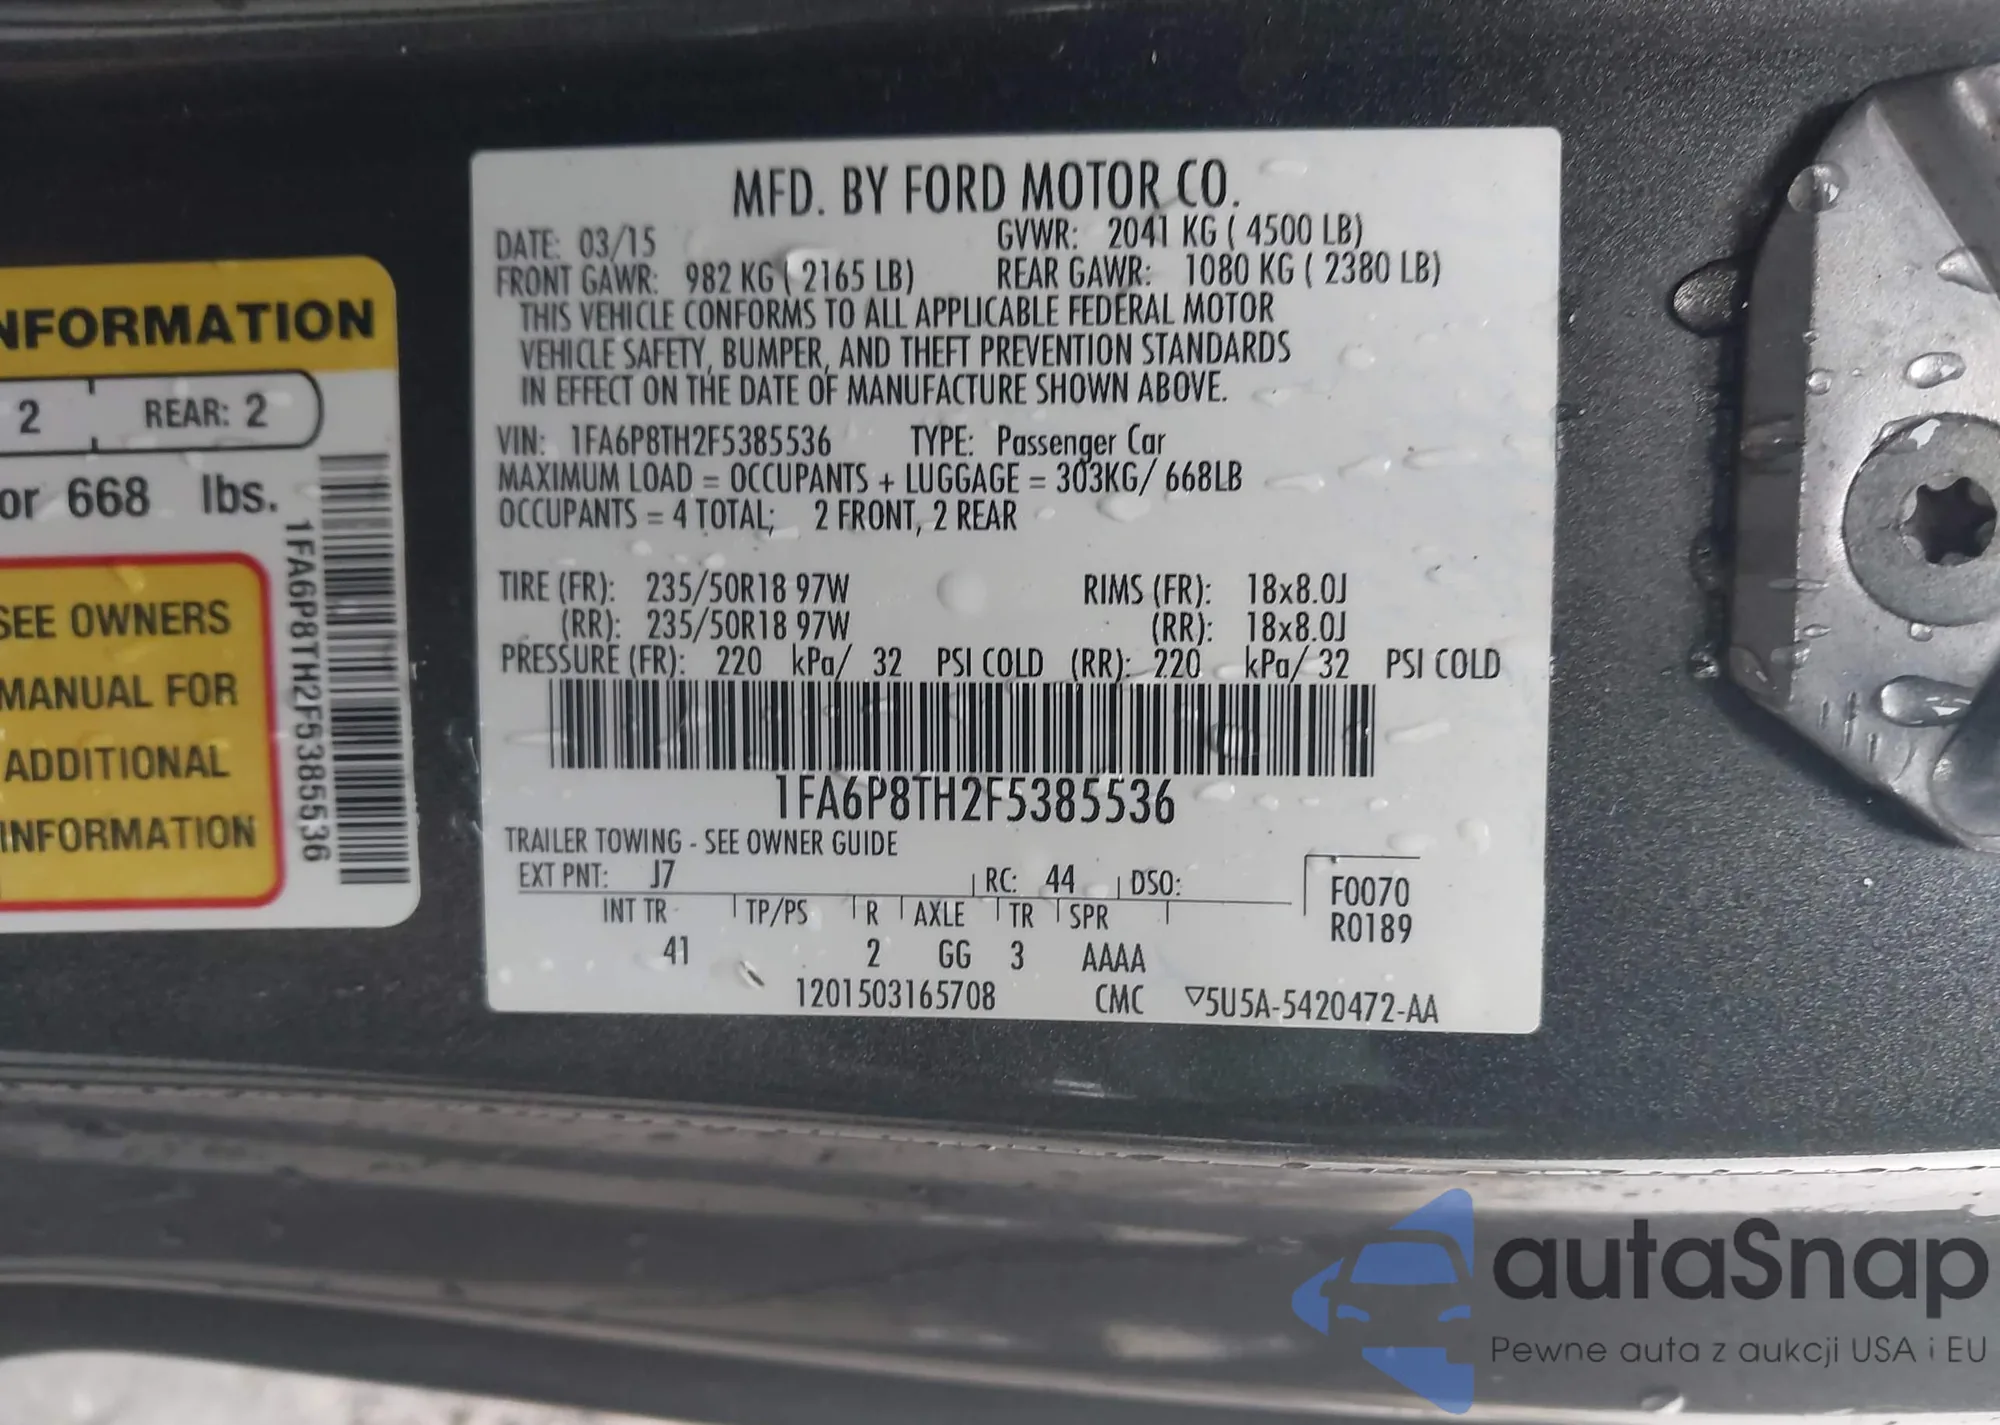 NFORMATION
2 REAR: 2
or 668 lbs.
SEE OWNERS
MANUAL FOR
ADDITIONAL
INFORMATION
1FA6P8TH2F5385536
MFD. BY FORD MOTOR CO.
DATE: 03/15 GVWR: 2041 KG ( 4500 LB)
FRONT GAWR: 982 KG ( 2165 LB) REAR GAWR: 1080 KG ( 2380 LB)
THIS VEHICLE CONFORMS TO ALL APPLICABLE FEDERAL MOTOR
VEHICLE SAFETY, BUMPER, AND THEFT PREVENTION STANDARDS
IN EFFECT ON THE DATE OF MANUFACTURE SHOWN ABOVE.
VIN: 1FA6P8TH2F5385536 TYPE: Passenger Car
MAXIMUM LOAD = OCCUPANTS + LUGGAGE = 303KG/ 668LB
OCCUPANTS = 4 TOTAL; 2 FRONT, 2 REAR
TIRE (FR): 235/50R18 97W RIMS (FR): 18x8.0J
(RR): 235/50R18 97W (RR): 18x8.0J
PRESSURE (FR): 220 kPa/ 32 PSI COLD (RR): 220 kPa/ 32 PSI COLD
1FA6P8TH2F5385536
TRAILER TOWING - SEE OWNER GUIDE
EXT PNT: J7 RC: 44 DSO:
F0070
R0189
INT TR TP/PS R AXLE TR SPR
41 2 GG 3 AAAA
1201503165708 CMC ▽5U5A-5420472-AA
autaSnap
Pewne auta z aukcji USA i EU